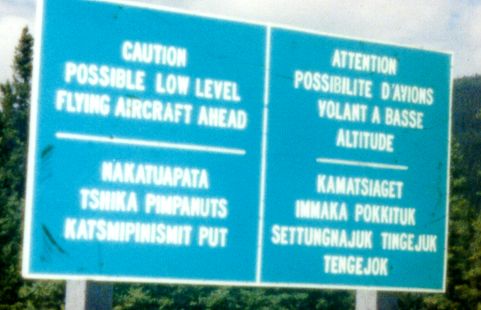 CAUTION
POSSIBLE LOW LEVEL
FLYING AIRCRAFT AHEAD
NAKATUAPATA
TSHIKA PIMPANUTS
KATSMIPINISMIT PUT
ATTENTION
POSSIBILITE D'AVIONS
VOLANT A BASSE
ALTITUDE
KAMATSIAGET
IMMAKA POKKITUK
SETTUNGNAJUK TINGEJUK
TENGEJOK